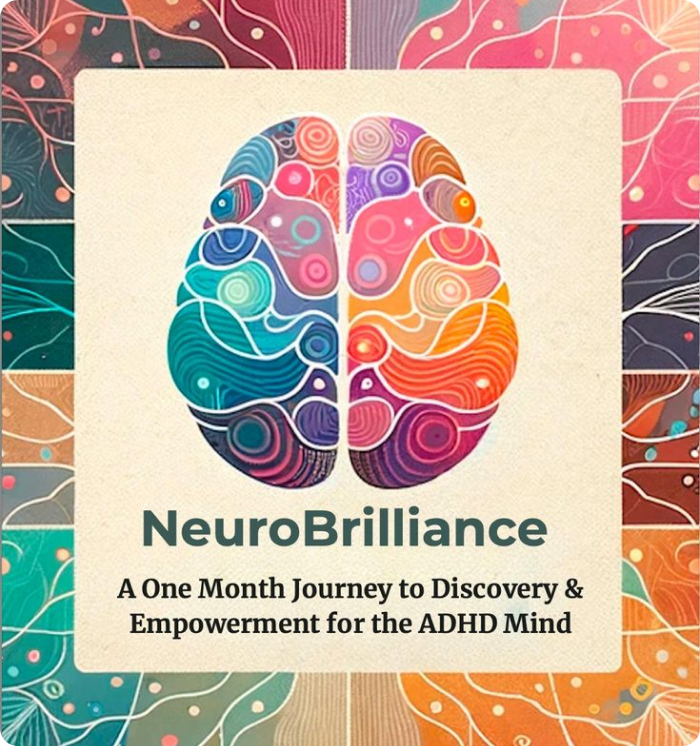 NeuroBrilliance
A One Month Journey to Discovery &
Empowerment for the ADHD Mind